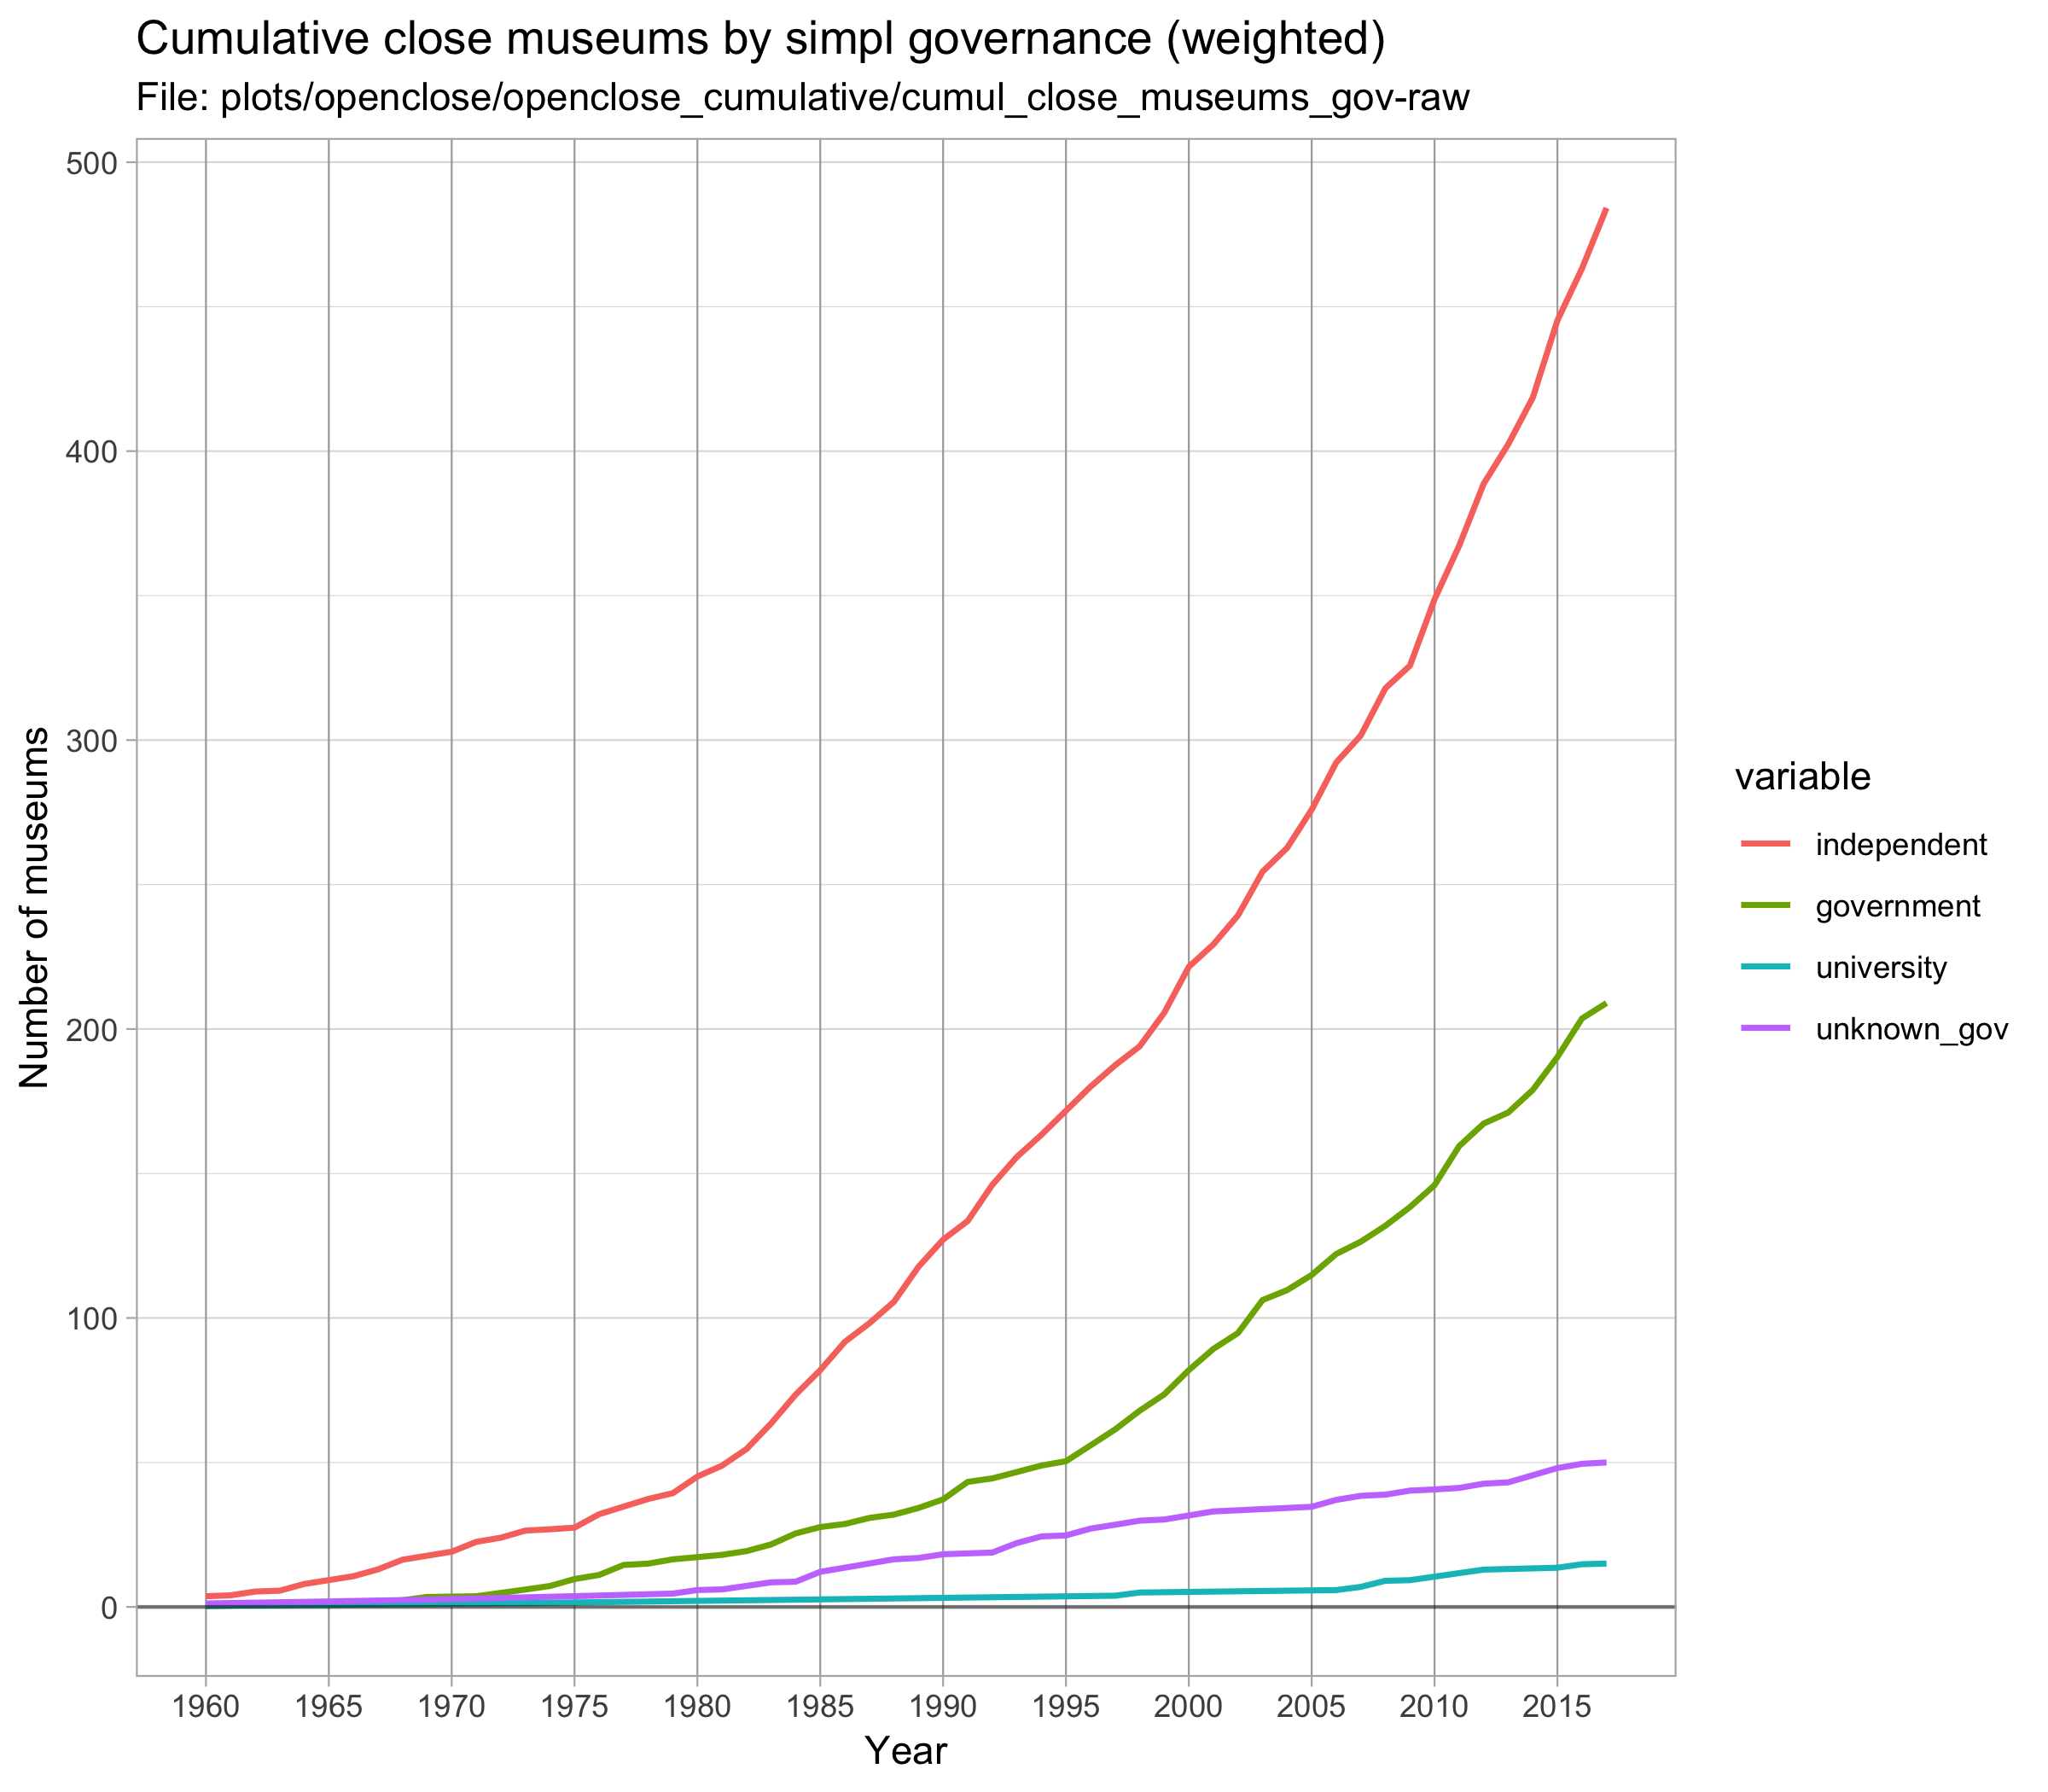 Cumulative close museums by simpl governance (weighted)
File: plots/openclose/openclose_cumulative/cumul_close_museums_gov-raw
500
400
300
200
100
0
Number of museums
1960 1965 1970 1975 1980 1985 1990 1995 2000 2005 2010 2015
Year
variable
independent
government
university
unknown_gov